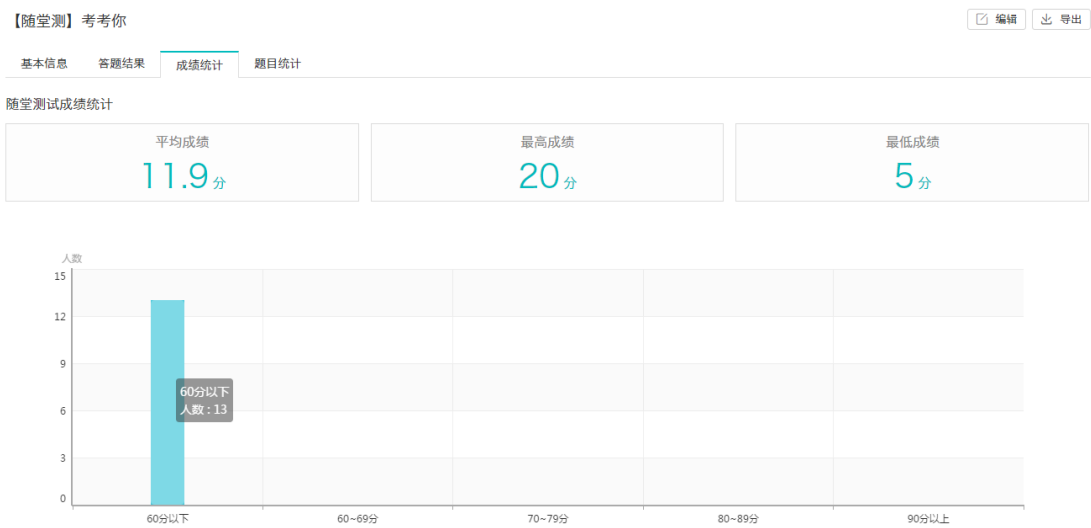 【随堂测】考考你
编辑 导出
基本信息 答题结果 成绩统计 题目统计
随堂测试成绩统计
平均成绩 最高成绩 最低成绩
11.9分 20分 5分
人数
15
12
9
60分以下
人数 : 13
6
3
0
60分以下 60~69分 70~79分 80~89分 90分以上